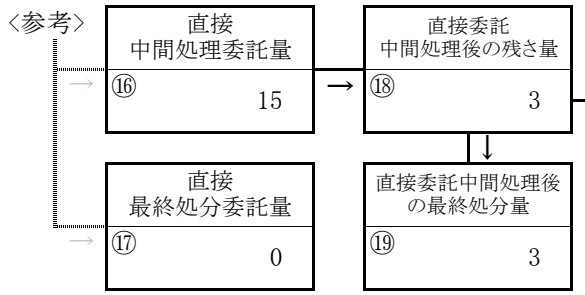 〈参考〉
直接
中間処理委託量
⑯
15
→
→
直接委託
中間処理後の残さ量
⑱
3
↓
直接
最終処分委託量
→
⑰
0
直接委託中間処理後
の最終処分量
⑲
3